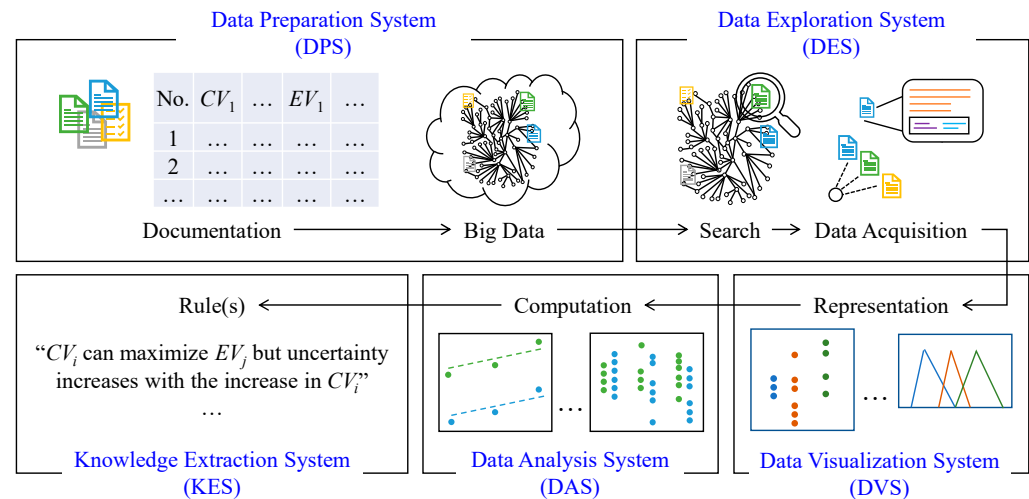 Data Preparation System
(DPS)
Data Exploration System
(DES)
No. CV₁ … EV₁ …
1 … … … …
2 … … … …
… … … … …
Documentation
Big Data
Search
Data Acquisition
Rule(s)
Computation
Representation
“CVᵢ can maximize EVⱼ but uncertainty
increases with the increase in CVᵢ”
…
…
…
Knowledge Extraction System
(KES)
Data Analysis System
(DAS)
Data Visualization System
(DVS)